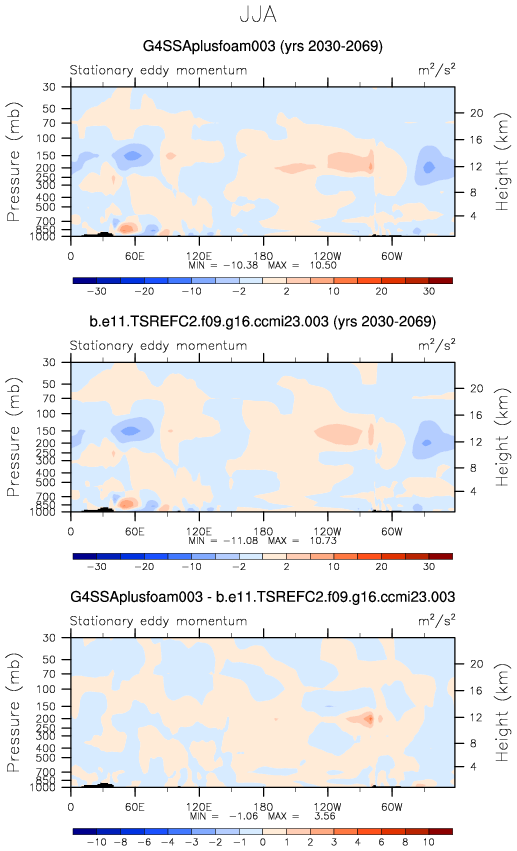 JJA
G4SSAplusfoam003 (yrs 2030-2069)
Stationary eddy momentum m²/s²
Pressure (mb)
30
50
70
100
150
200
250
300
400
500
700
850
1000
20
16
12
8
4
Height (km)
0 60E 120E 180 120W 60W
MIN = -10.38 MAX = 10.50
-30 -20 -10 -6 -2 2 6 10 20 30
b.e11.TSREFC2.f09.g16.ccmi23.003 (yrs 2030-2069)
Stationary eddy momentum m²/s²
Pressure (mb)
30
50
70
100
150
200
250
300
400
500
700
850
1000
20
16
12
8
4
Height (km)
0 60E 120E 180 120W 60W
MIN = -11.08 MAX = 10.73
-30 -20 -10 -6 -2 2 6 10 20 30
G4SSAplusfoam003 - b.e11.TSREFC2.f09.g16.ccmi23.003
Stationary eddy momentum m²/s²
Pressure (mb)
30
50
70
100
150
200
250
300
400
500
700
850
1000
20
16
12
8
4
Height (km)
0 60E 120E 180 120W 60W
MIN = -1.06 MAX = 3.56
-10 -8 -6 -4 -3 -2 -1 0 1 2 3 4 6 8 10